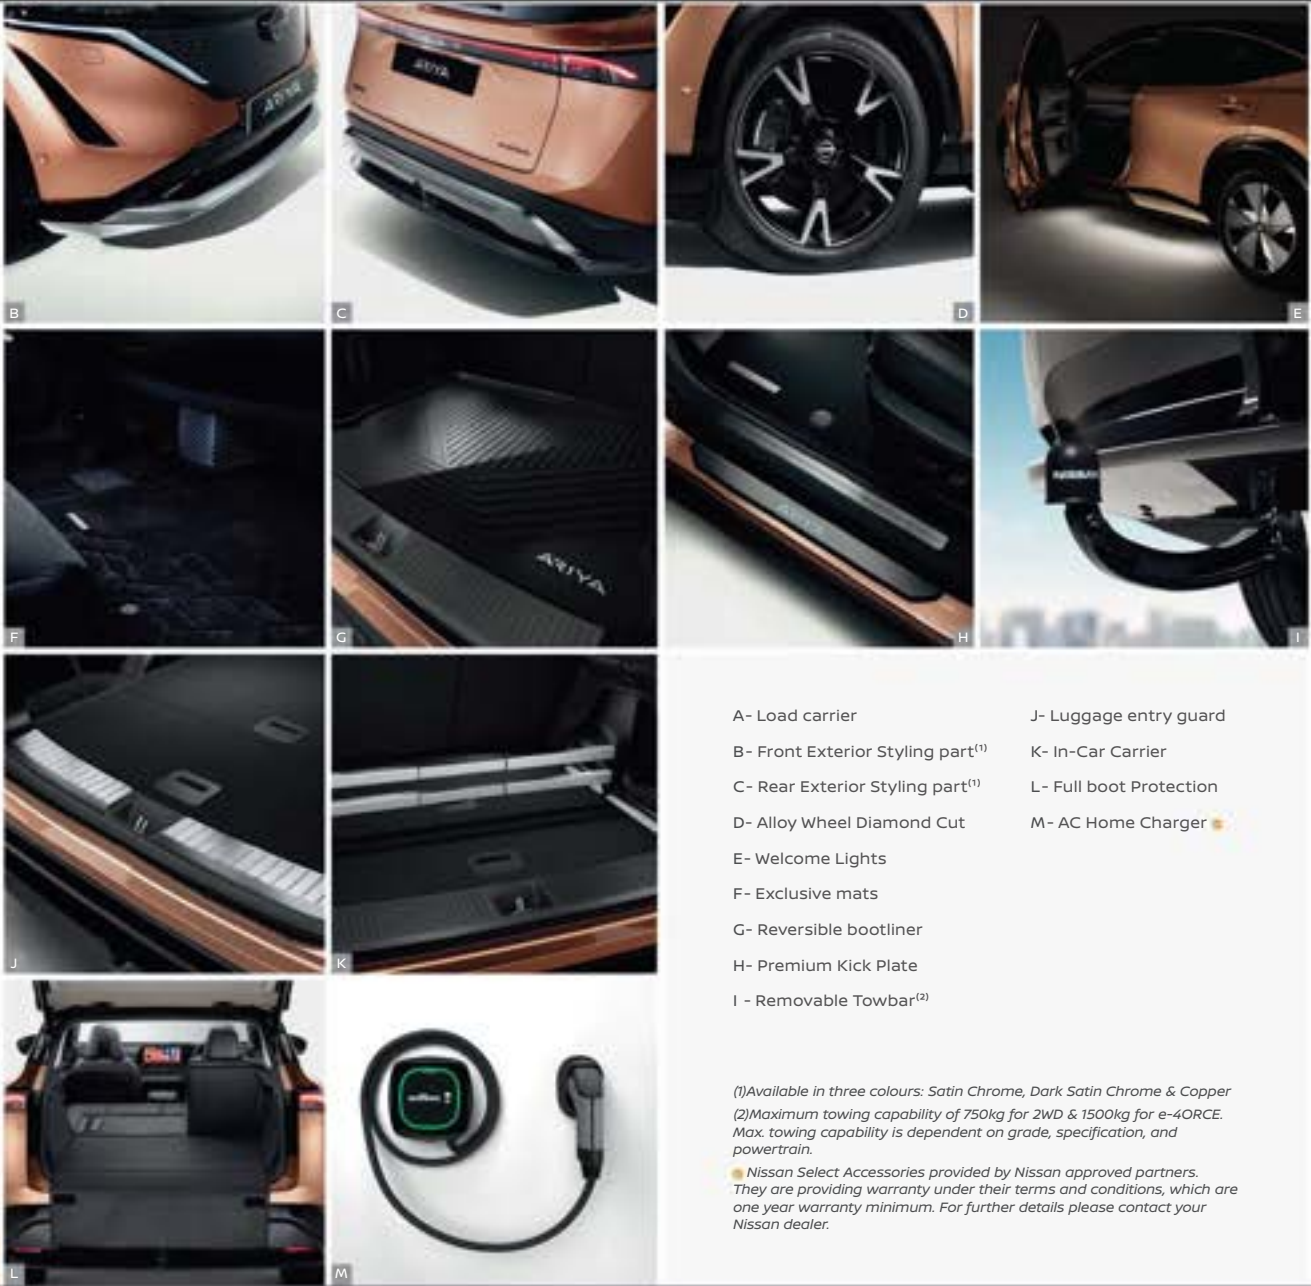 ARIYA
B
ARIYA
C
D
E
F
ARIYA
G
ARIYA
H
NISSAN
I
J
K
L
M
A- Load carrier
B- Front Exterior Styling part(1)
C- Rear Exterior Styling part(1)
D- Alloy Wheel Diamond Cut
E- Welcome Lights
F- Exclusive mats
G- Reversible bootliner
H- Premium Kick Plate
I - Removable Towbar(2)
J- Luggage entry guard
K- In-Car Carrier
L- Full boot Protection
M- AC Home Charger
(1)Available in three colours: Satin Chrome, Dark Satin Chrome & Copper
(2)Maximum towing capability of 750kg for 2WD & 1500kg for e-4ORCE.
Max. towing capability is dependent on grade, specification, and
powertrain.
Nissan Select Accessories provided by Nissan approved partners.
They are providing warranty under their terms and conditions, which are
one year warranty minimum. For further details please contact your
Nissan dealer.